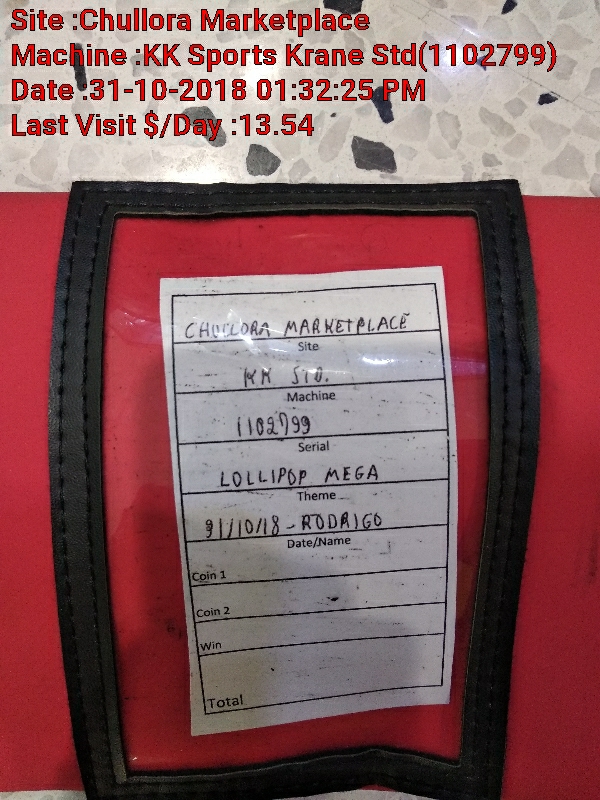 Site :Chullora Marketplace
Machine :KK Sports Krane Std(1102799)
Date :31-10-2018 01:32:25 PM
Last Visit $/Day :13.54
CHULLORA MARKETPLACE
Site
KK STD.
Machine
1102799
Serial
LOLLIPOP MEGA
Theme
31/10/18 - RODRIGO
Date/Name
Coin 1
Coin 2
Win
Total